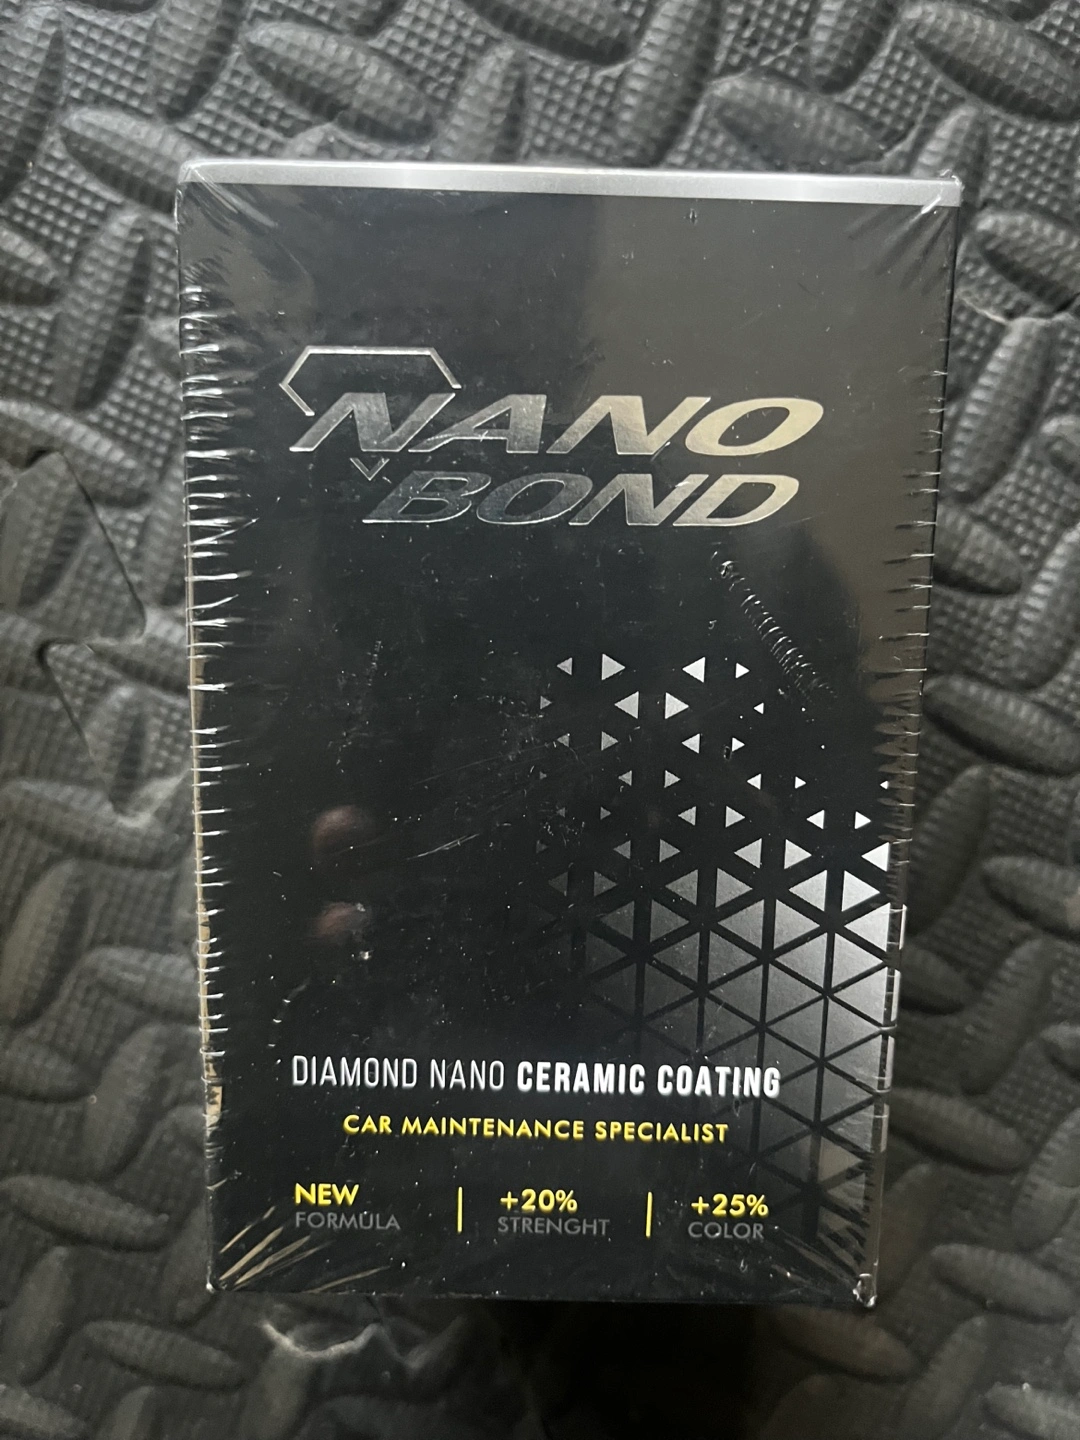 NANO
BOND
DIAMOND NANO CERAMIC COATING
CAR MAINTENANCE SPECIALIST
NEW
FORMULA
+20%
STRENGHT
+25%
COLOR